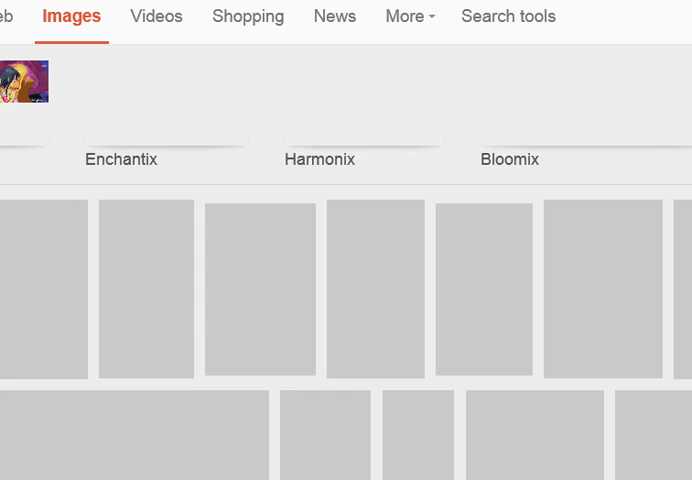 eb Images Videos Shopping News More Search tools
Enchantix Harmonix Bloomix